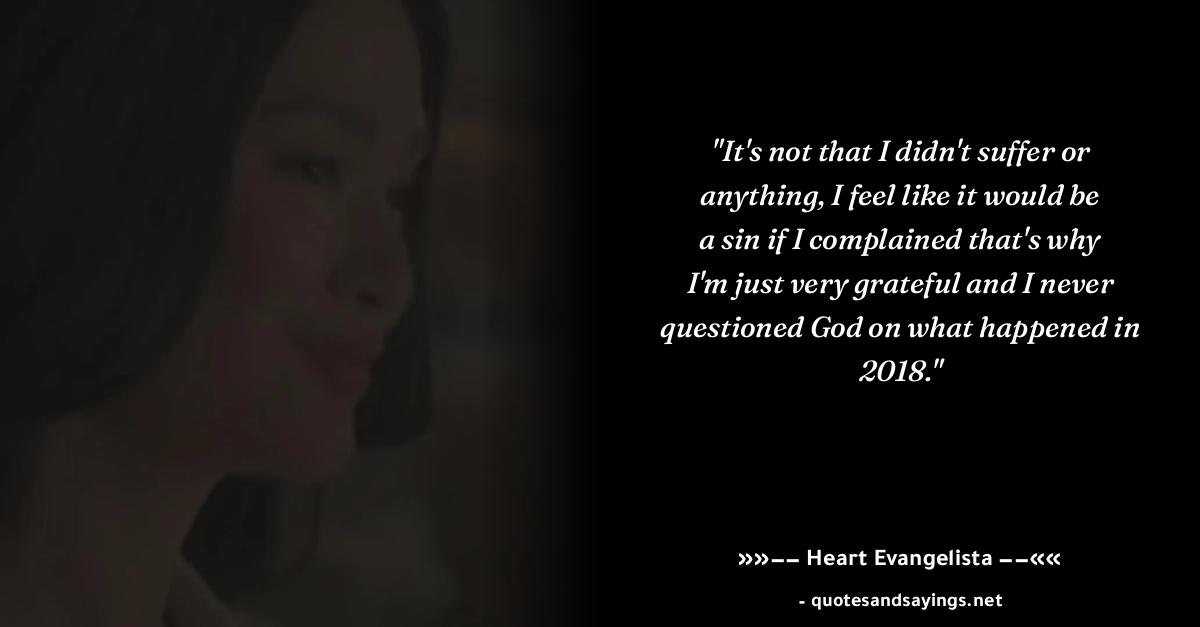 "It's not that I didn't suffer or
anything, I feel like it would be
a sin if I complained that's why
I'm just very grateful and I never
questioned God on what happened in
2018."
»»−− Heart Evangelista −−««
- quotesandsayings.net